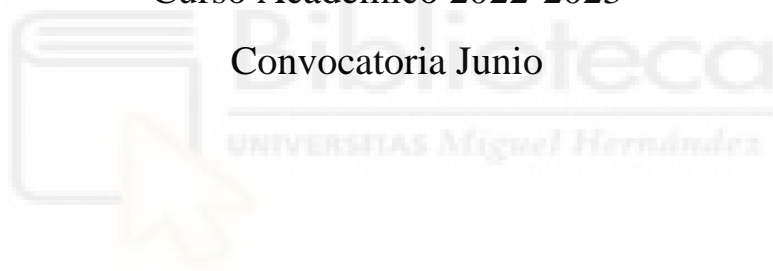 Curso Académico 2022-2023
Convocatoria Junio
Biblioteca
UNIVERSITAS Miguel Hernández